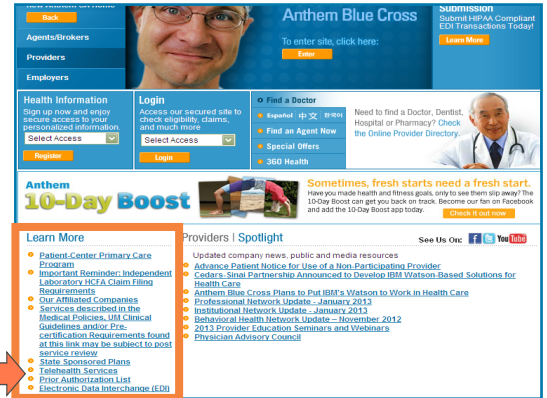 New Anthem CA Home
Back
Agents/Brokers
Providers
Employers
Anthem Blue Cross
To enter site, click here:
Enter
Submission
Submit HIPAA Compliant
EDI Transactions Today!
Learn More
Health Information
Sign up now and enjoy
secure access to your
personalized information.
Select Access
Register
Login
Access our secured site to
check eligibility, claims,
and much more
Select Access
Login
Find a Doctor
Español 中文 한국어
Find an Agent Now
Special Offers
360 Health
Need to find a Doctor, Dentist,
Hospital or Pharmacy? Check
the Online Provider Directory.
Anthem
10-Day Boost
Sometimes, fresh starts need a fresh start.
Have you made health and fitness goals, only to see them slip away? The
10-Day Boost can get you back on track. Become our fan on Facebook
and add the 10-Day Boost app today.
Check it out now
Learn More
Patient-Center Primary Care
Program
Important Reminder: Independent
Laboratory HCFA Claim Filing
Requirements
Our Affiliated Companies
Services described in the
Medical Policies, UM Clinical
Guidelines and/or Pre-
certification Requirements found
at this link may be subject to post
service review
State Sponsored Plans
Telehealth Services
Prior Authorization List
Electronic Data Interchange (EDI)
Providers | Spotlight
See Us On: f You Tube
Updated company news, public and media resources
Advance Patient Notice for Use of a Non-Participating Provider
Cedars-Sinai Partnership Announced to Develop IBM Watson-Based Solutions for
Health Care
Anthem Blue Cross Plans to Put IBM's Watson to Work in Health Care
Professional Network Update - January 2013
Institutional Network Update - January 2013
Behavioral Health Network Update – November 2012
2013 Provider Education Seminars and Webinars
Physician Advisory Council